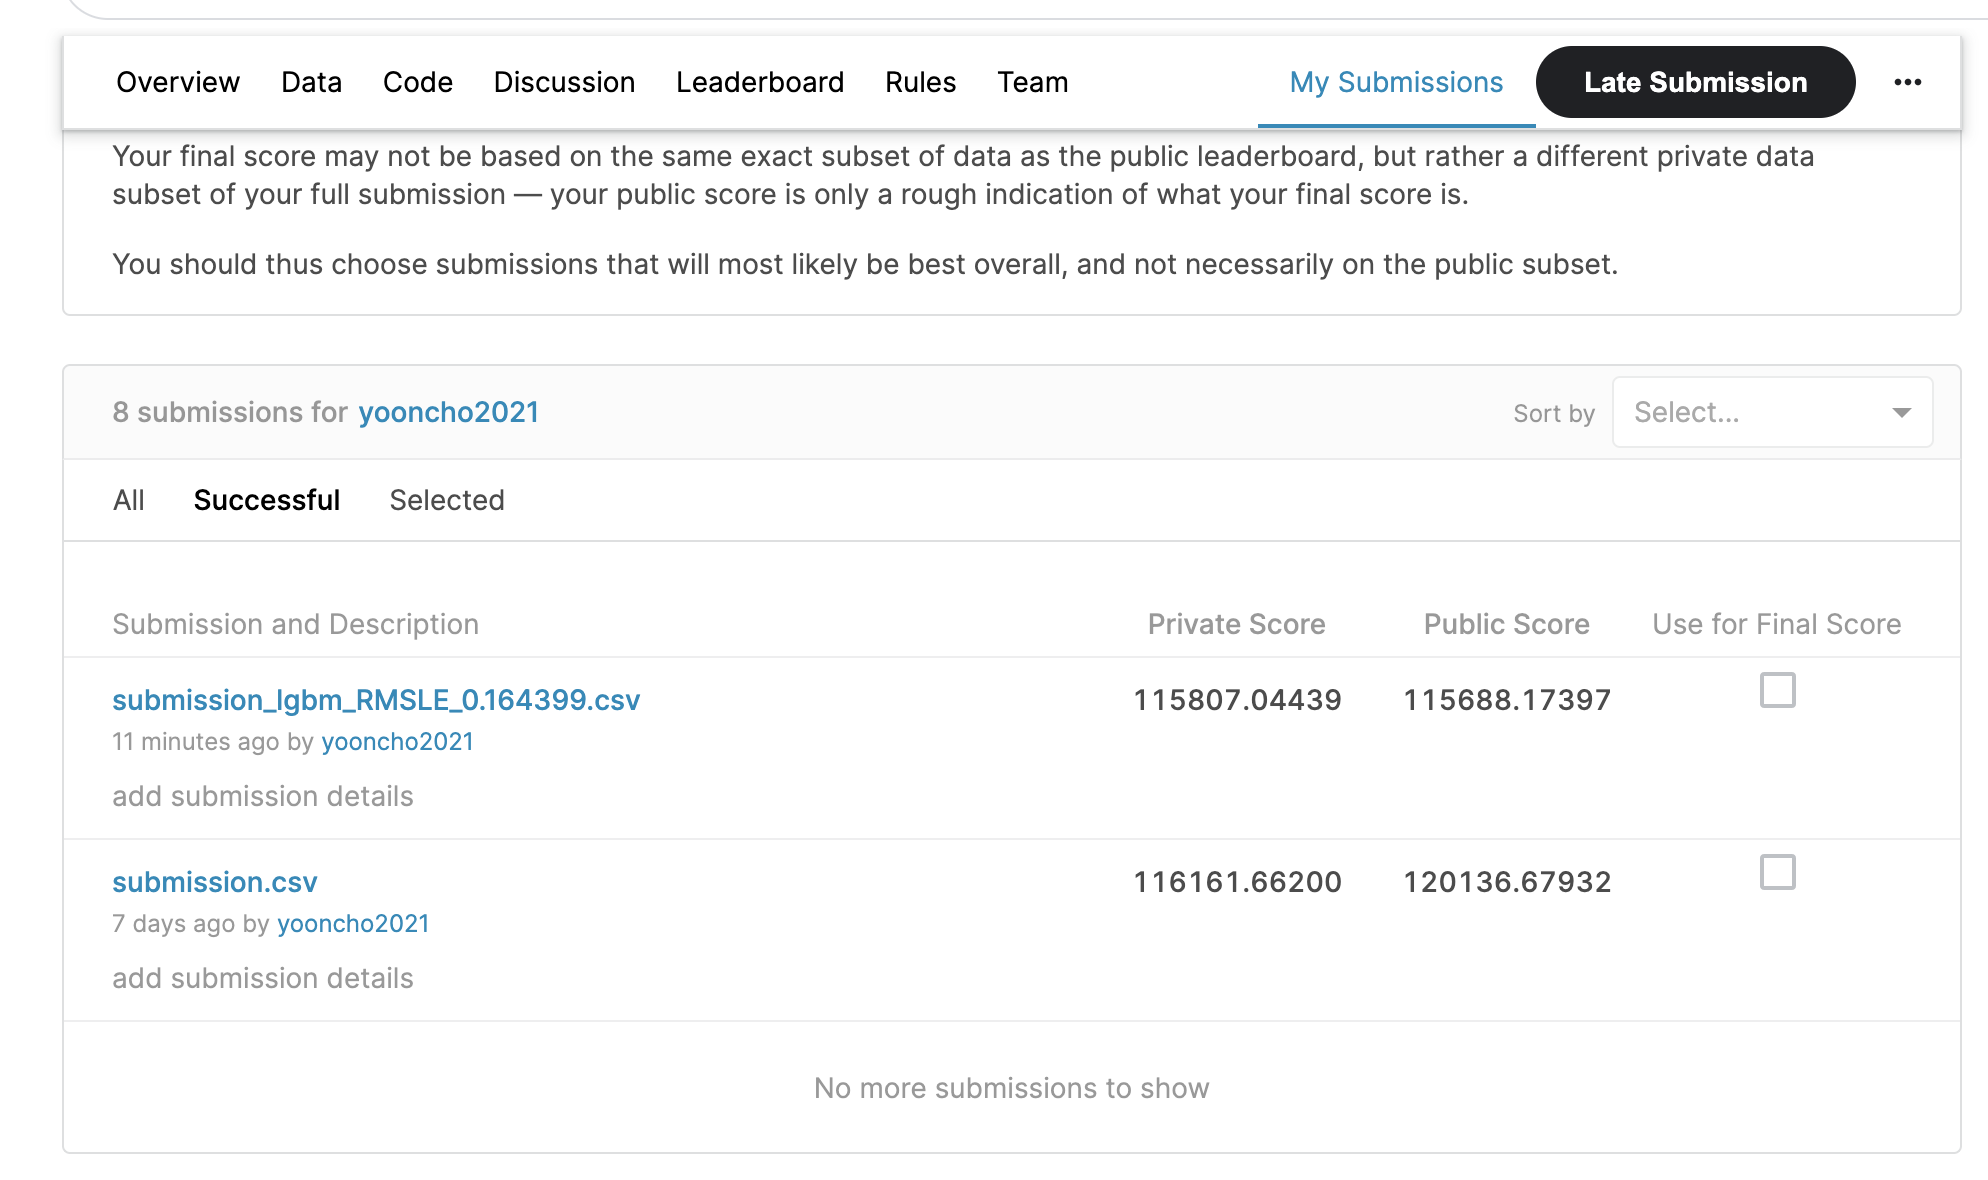 Overview Data Code Discussion Leaderboard Rules Team My Submissions Late Submission ...
Your final score may not be based on the same exact subset of data as the public leaderboard, but rather a different private data
subset of your full submission — your public score is only a rough indication of what your final score is.
You should thus choose submissions that will most likely be best overall, and not necessarily on the public subset.
8 submissions for yooncho2021 Sort by Select...
All Successful Selected
Submission and Description Private Score Public Score Use for Final Score
submission_lgbm_RMSLE_0.164399.csv 115807.04439 115688.17397
11 minutes ago by yooncho2021
add submission details
submission.csv 116161.66200 120136.67932
7 days ago by yooncho2021
add submission details
No more submissions to show